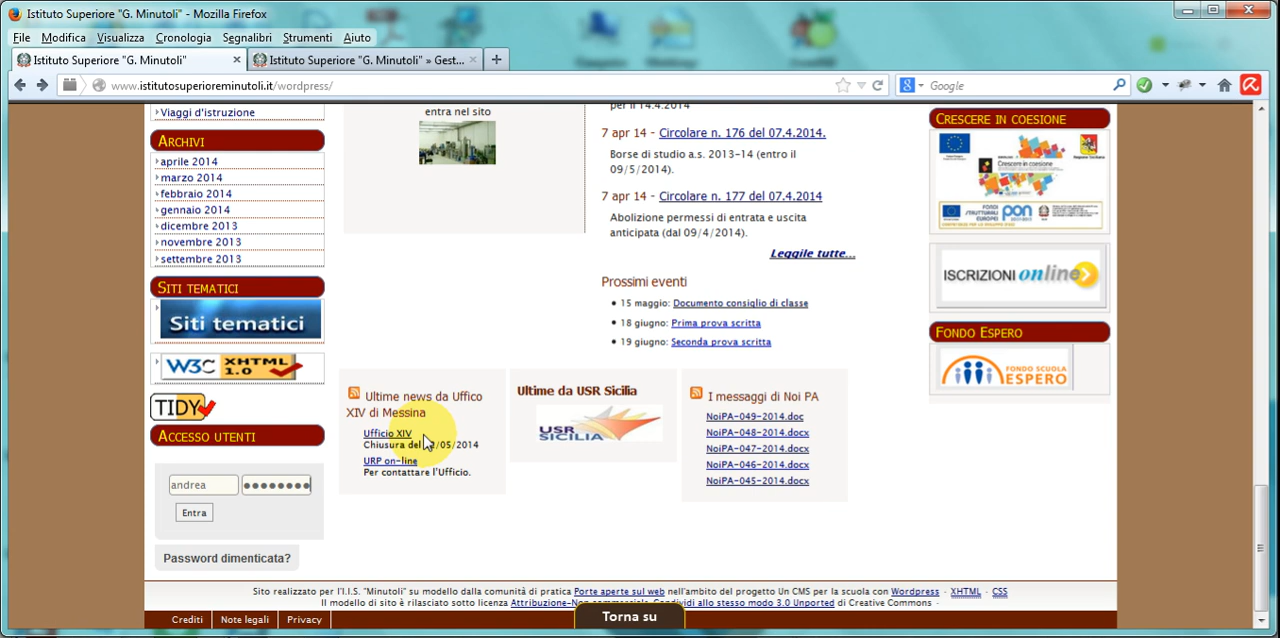 Istituto Superiore "G. Minutoli" - Mozilla Firefox
File Modifica Visualizza Cronologia Segnalibri Strumenti Aiuto
Istituto Superiore "G. Minutoli"
Istituto Superiore "G. Minutoli" » Gest...
www.istitutosuperioreminutoli.it/wordpress/
Google
Viaggi d'istruzione
Archivi
aprile 2014
marzo 2014
febbraio 2014
gennaio 2014
dicembre 2013
novembre 2013
settembre 2013
Siti tematici
Siti tematici
W3C XHTML 1.0
TIDY
Accesso utenti
andrea
Entra
Password dimenticata?
entra nel sito
per il 14.4.2014
7 apr 14 - Circolare n. 176 del 07.4.2014.
Borse di studio a.s. 2013-14 (entro il
09/5/2014).
7 apr 14 - Circolare n. 177 del 07.4.2014
Abolizione permessi di entrata e uscita
anticipata (dal 09/4/2014).
Leggile tutte...
Prossimi eventi
15 maggio: Documento consiglio di classe
18 giugno: Prima prova scritta
19 giugno: Seconda prova scritta
Ultime news da Uffico
XIV di Messina
Ufficio XIV
Chiusura del /05/2014
URP on-line
Per contattare l'Ufficio.
Ultime da USR Sicilia
USR
SICILIA
I messaggi di Noi PA
NoiPA-049-2014.doc
NoiPA-048-2014.docx
NoiPA-047-2014.docx
NoiPA-046-2014.docx
NoiPA-045-2014.docx
Crescere in coesione
Crescere
in coesione
FONDI
STRUTTURALI
EUROPEI
pon
2007-2013
ISCRIZIONI online
Fondo Espero
FONDO SCUOLA
ESPERO
Sito realizzato per l'I.I.S. "Minutoli" su modello dalla comunità di pratica Porte aperte sul web nell'ambito del progetto Un CMS per la scuola con Wordpress - XHTML - CSS
Il modello di sito è rilasciato sotto licenza Attribuzione-Non commerciale-Condividi allo stesso modo 3.0 Unported di Creative Commons -
Torna su
Crediti Note legali Privacy